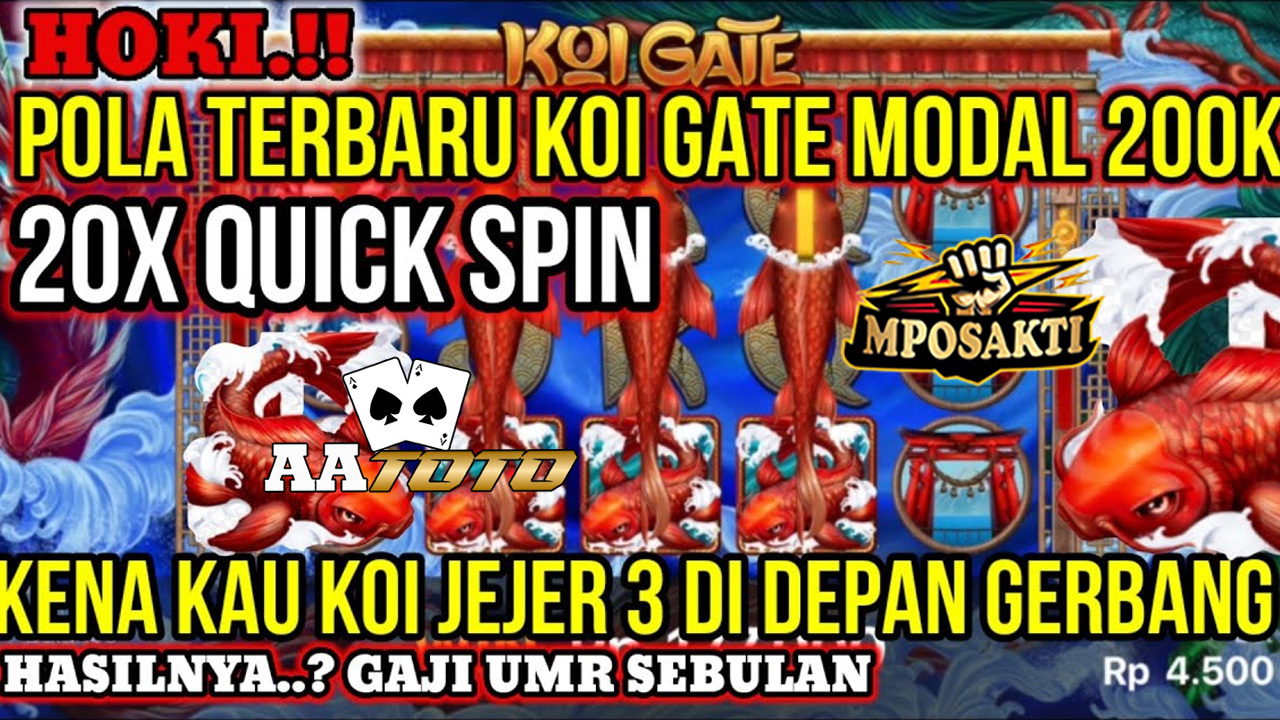 HOKI.!!
KOI GATE
POLA TERBARU KOI GATE MODAL 200K
20X QUICK SPIN
MPOSAKTI
AATOTO
KENA KAU KOI JEJER 3 DI DEPAN GERBANG
HASILNYA..? GAJI UMR SEBULAN
Rp 4.500